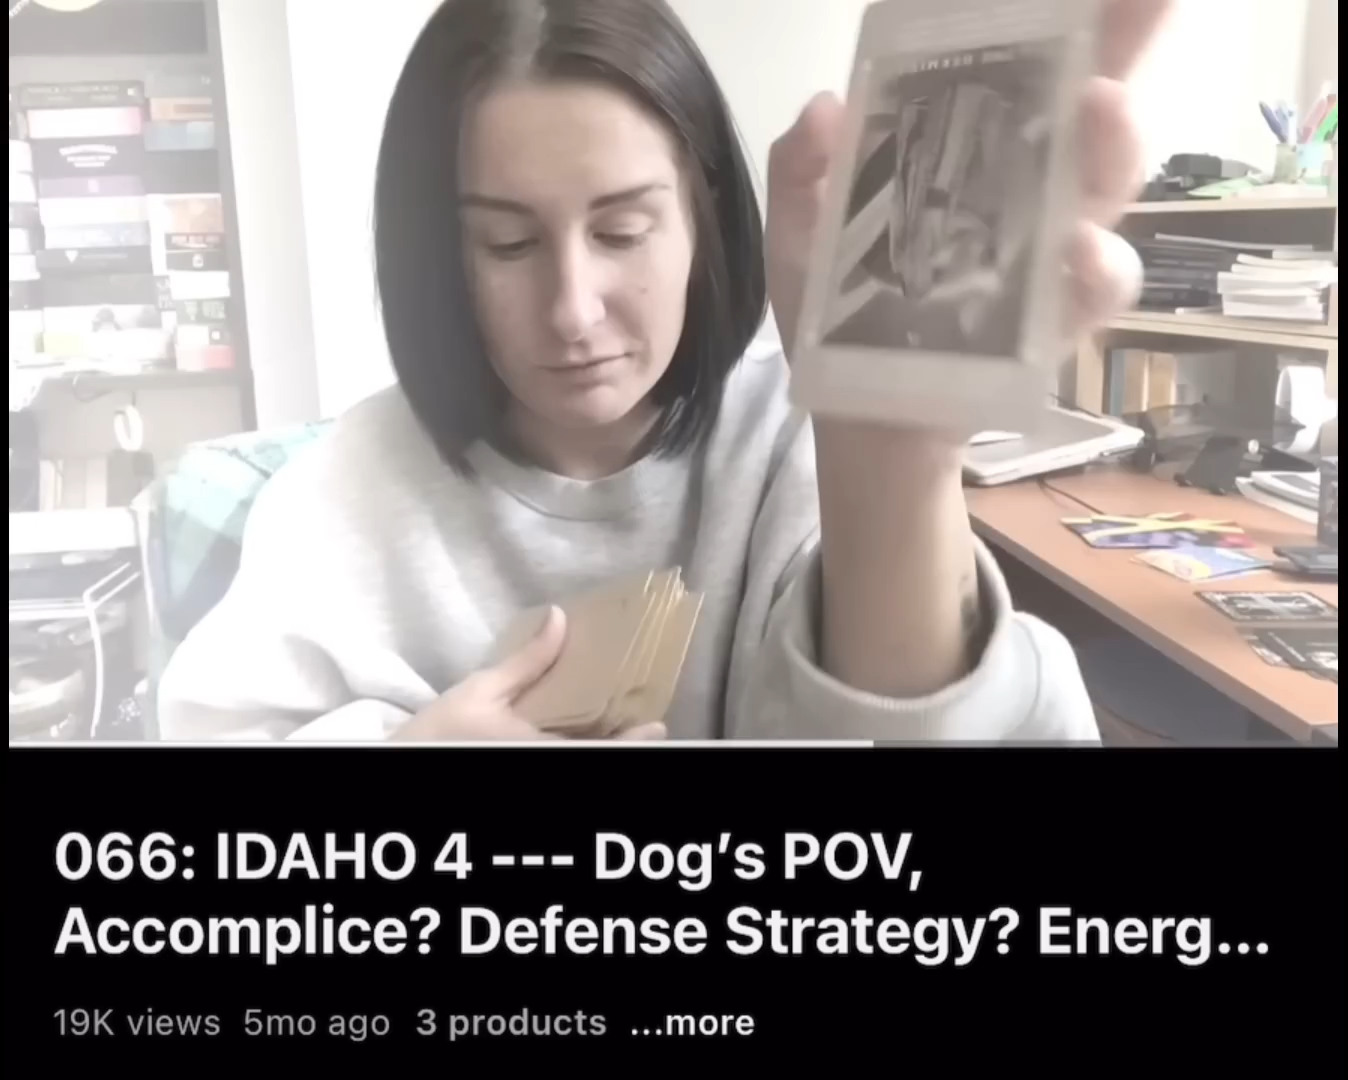 066: IDAHO 4 --- Dog’s POV,
Accomplice? Defense Strategy? Energ...
19K views 5mo ago 3 products ...more